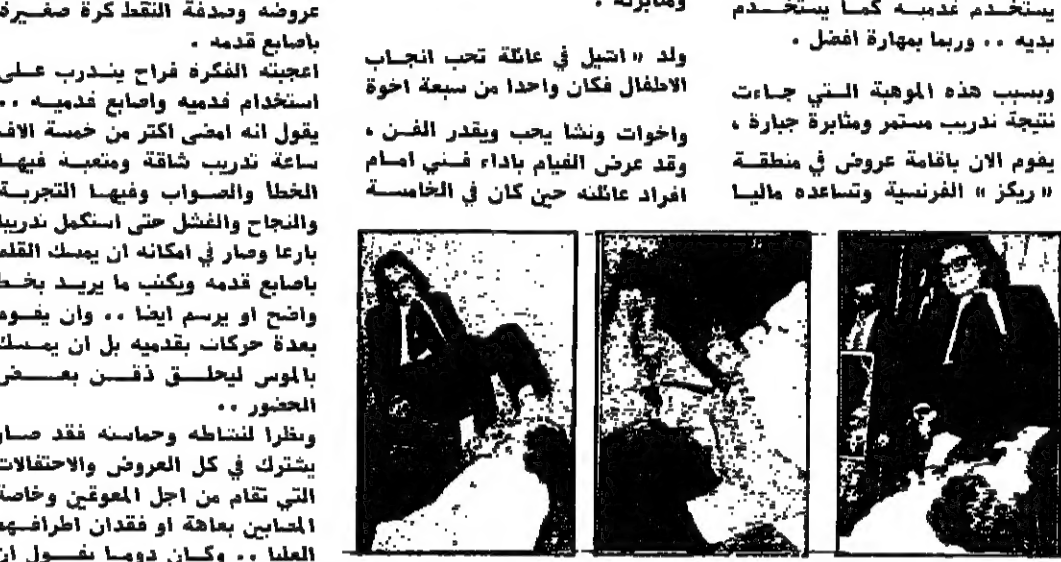 يستخدم قدميه كما يستخدم
يديه .. وربما بمهارة افضل .
وبسبب هذه الموهبة التي جاءت
نتيجة تدريب مستمر ومثابرة جبارة ،
يقوم الان باقامة عروض في منطقة
« ريكز » الفرنسية وتساعده ماليا
ومثابرته .
ولد « اشيل في عائلة تحب انجاب
الاطفال فكان واحدا من سبعة اخوة
واخوات ونشا يحب ويقدر الفن ،
وقد عرض القيام باداء فني امام
افراد عائلته حين كان في الخامسة
عروضه وصدفة التقط كرة صغيرة
بأصابع قدمه .
اعجبته الفكرة فراح يتدرب على
استخدام قدميه واصابع قدميه ..
يقول انه امضى اكثر من خمسة الاف
ساعة تدريب شاقة ومتعبة فيها
الخطأ والصواب وفيها التجربة
والنجاح والفشل حتى استكمل تدريبا
بارعا وصار في امكانه ان يمسك القلم
باصابع قدمه ويكتب ما يريد بخط
واضح او يرسم ايضا .. وان يقوم
بعدة حركات بقدميه بل ان يمسك
بالموس ليحلق ذقن بعض
الحضور ..
ونظرا لنشاطه وحماسه فقد صار
يشترك في كل العروض والاحتفالات
التي تقام من اجل المعوقين وخاصة
المصابين بعاهة او فقدان اطرافهم
العليا .. وكان دوما يقول ان